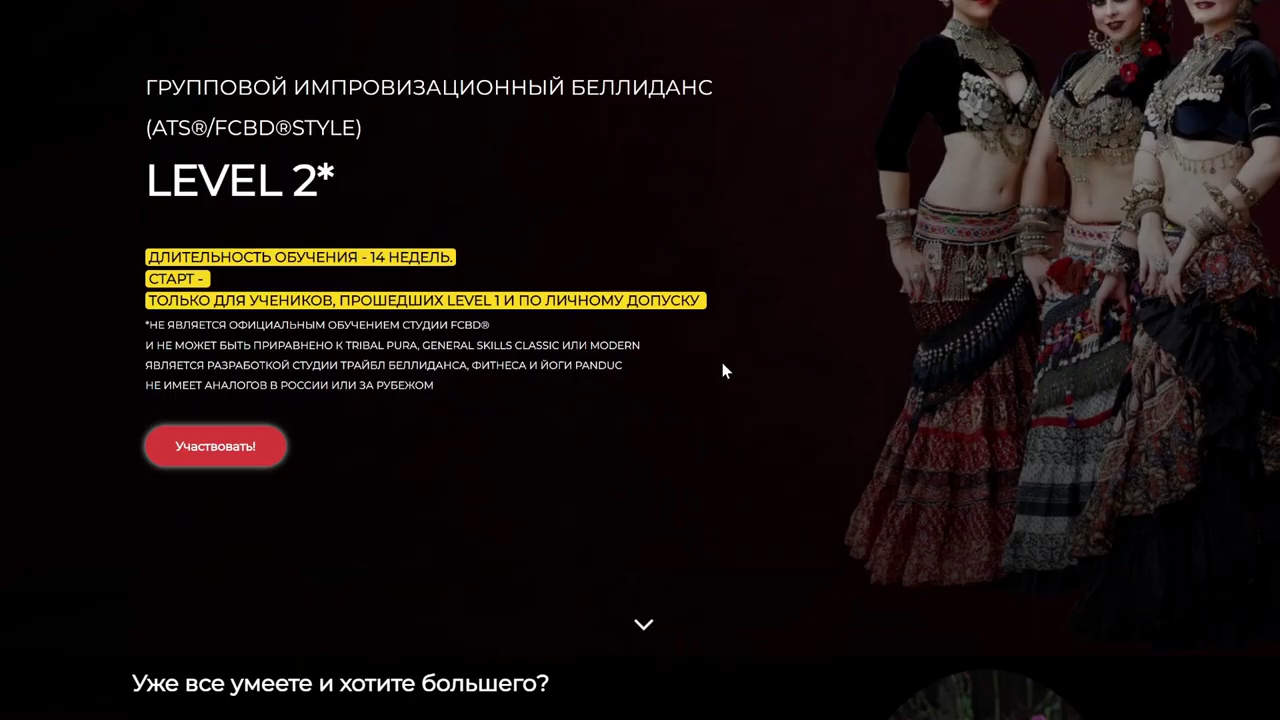 ГРУППОВОЙ ИМПРОВИЗАЦИОННЫЙ БЕЛЛИДАНС
(ATS®/FCBD®STYLE)
LEVEL 2*
ДЛИТЕЛЬНОСТЬ ОБУЧЕНИЯ - 14 НЕДЕЛЬ.
СТАРТ -
ТОЛЬКО ДЛЯ УЧЕНИКОВ, ПРОШЕДШИХ LEVEL 1 И ПО ЛИЧНОМУ ДОПУСКУ
*НЕ ЯВЛЯЕТСЯ ОФИЦИАЛЬНЫМ ОБУЧЕНИЕМ СТУДИИ FCBD®
И НЕ МОЖЕТ БЫТЬ ПРИРАВНЕНО К TRIBAL PURA, GENERAL SKILLS CLASSIC ИЛИ MODERN
ЯВЛЯЕТСЯ РАЗРАБОТКОЙ СТУДИИ ТРАЙБЛ БЕЛЛИДАНСА, ФИТНЕСА И ЙОГИ PANDUC
НЕ ИМЕЕТ АНАЛОГОВ В РОССИИ ИЛИ ЗА РУБЕЖОМ
Участвовать!
Уже все умеете и хотите большего?